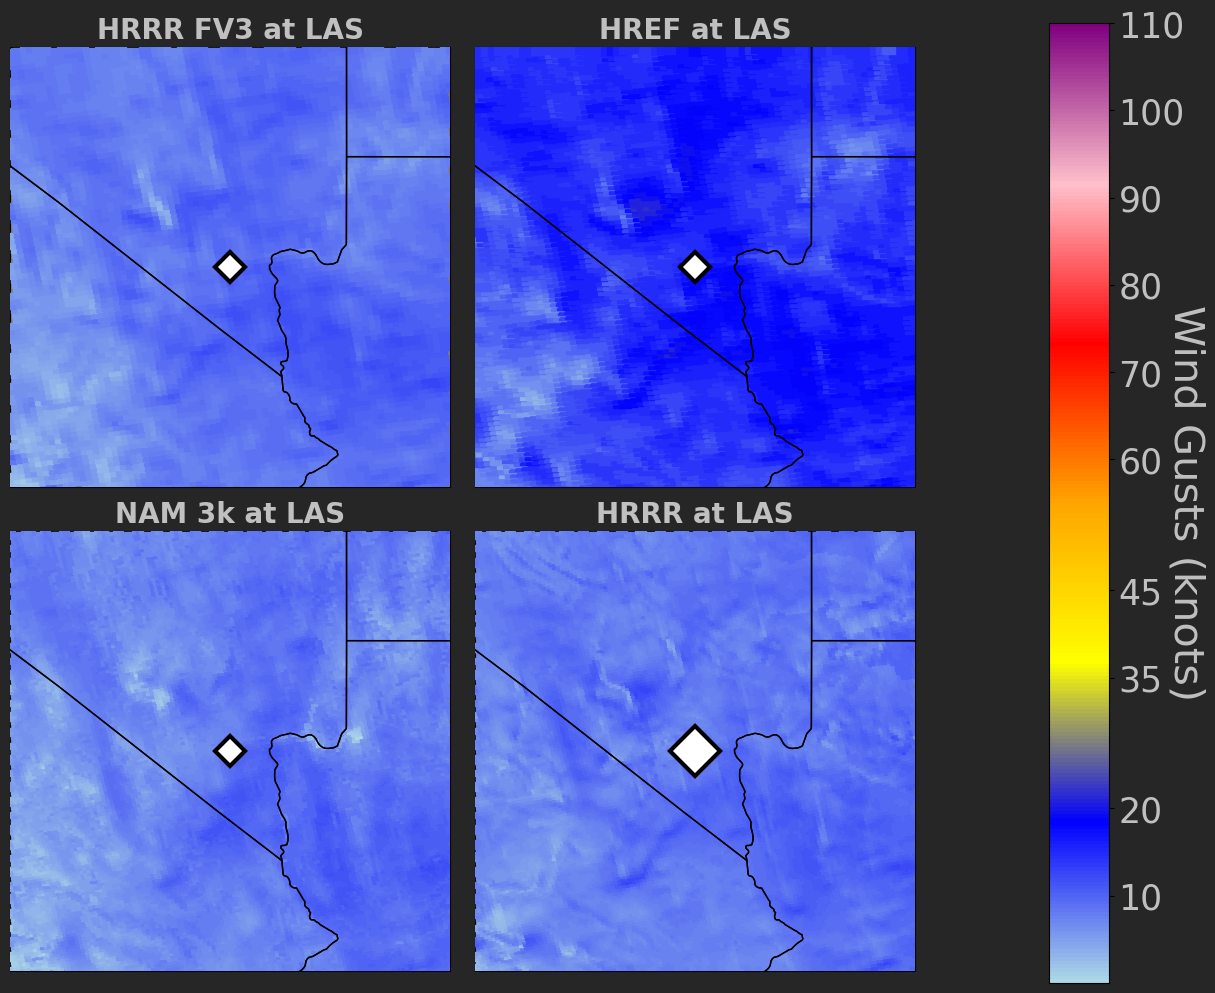 HRRR FV3 at LAS
HREF at LAS
NAM 3k at LAS
HRRR at LAS
110
100
90
80
70
60
45
35
20
10
Wind Gusts (knots)